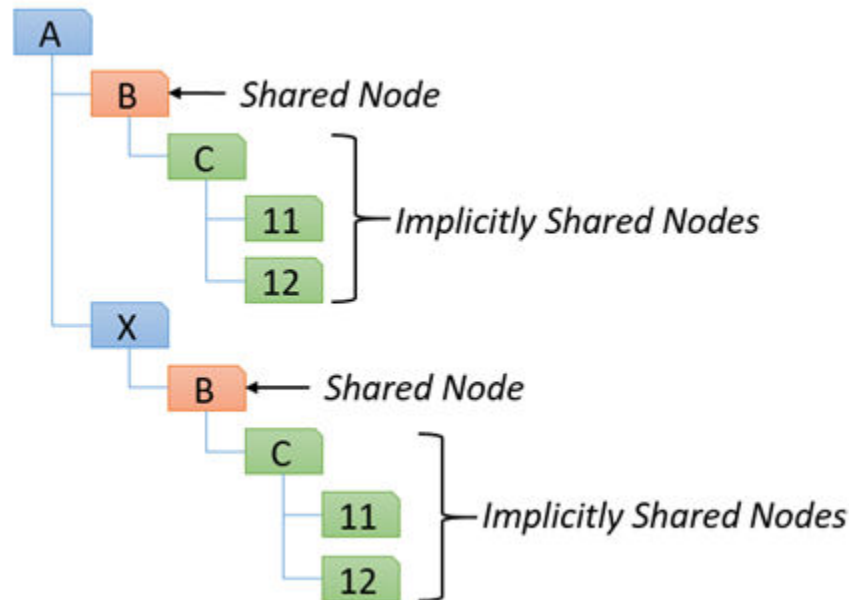 A
B
Shared Node
C
11
Implicitly Shared Nodes
12
X
B
Shared Node
C
11
Implicitly Shared Nodes
12